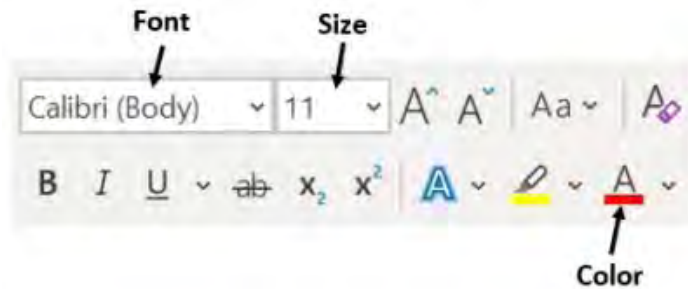 Font Size
Calibri (Body) 11 A A Aa A
B I U ab x₂ x² A A
Color